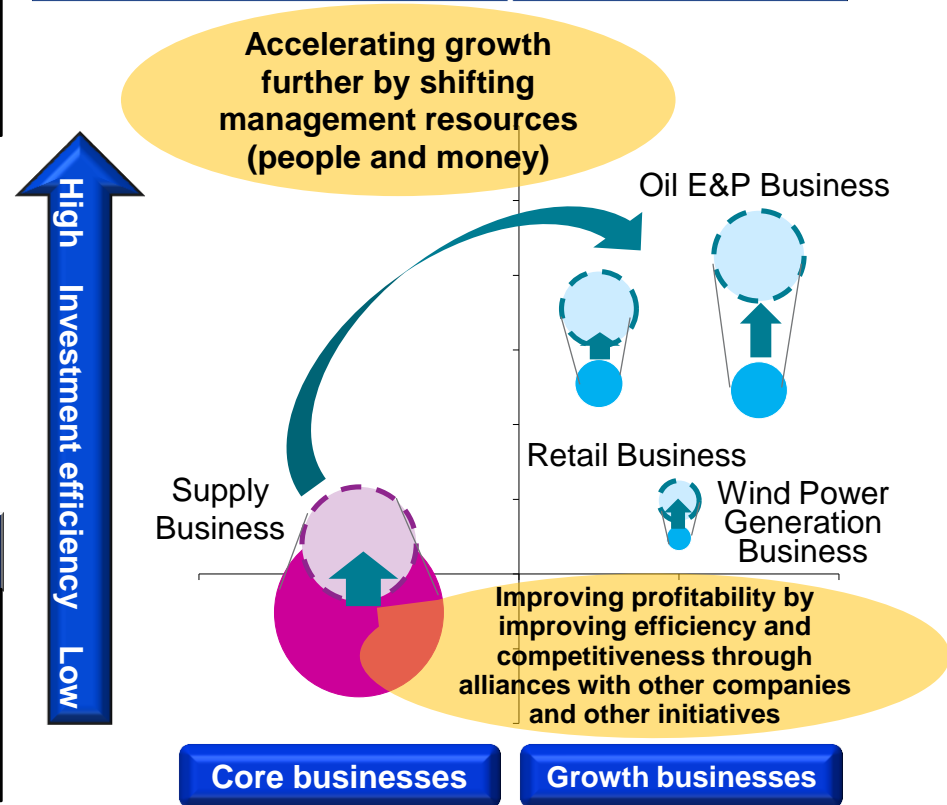 Accelerating growth
further by shifting
management resources
(people and money)
Oil E&P Business
High Investment efficiency Low
Retail Business
Supply
Business
Wind Power
Generation
Business
Improving profitability by
improving efficiency and
competitiveness through
alliances with other companies
and other initiatives
Core businesses
Growth businesses